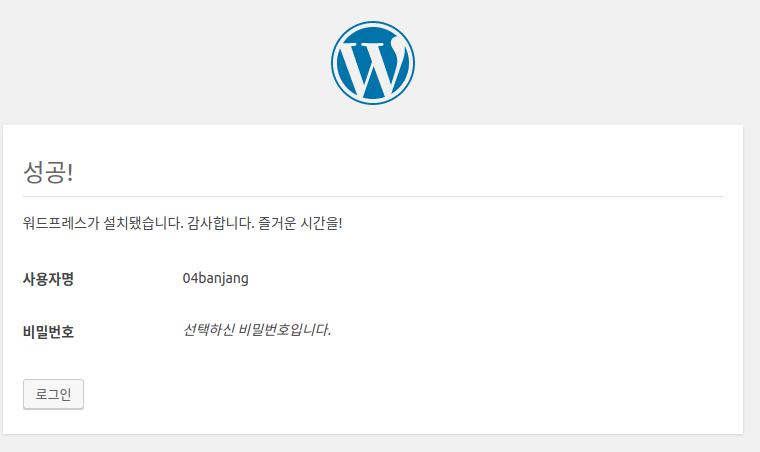 성공!
워드프레스가 설치됐습니다. 감사합니다. 즐거운 시간을!
사용자명 04banjang
비밀번호 선택하신 비밀번호입니다.
로그인